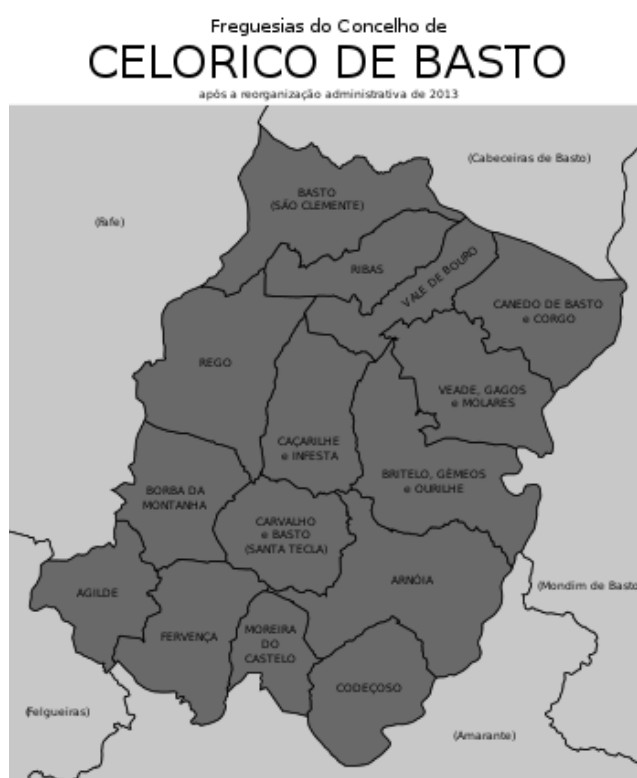 Freguesias do Concelho de
CELORICO DE BASTO
após a reorganização administrativa de 2013
(Cabeceiras de Basto)
BASTO
(SÃO CLEMENTE)
(Fafe)
RIBAS
VALE DE BOURO
CANEDO DE BASTO
e CORGO
REGO
VEADE, GAGOS
e MOLARES
CAÇARILHE
e INFESTA
BRITELO, GÉMEOS
e OURILHE
BORBA DA
MONTANHA
CARVALHO
e BASTO
(SANTA TECLA)
ARNÓIA
(Mondim de Basto
AGILDE
FERVENÇA
MOREIRA
DO
CASTELO
CODEÇOSO
(Felgueiras)
(Amarante)